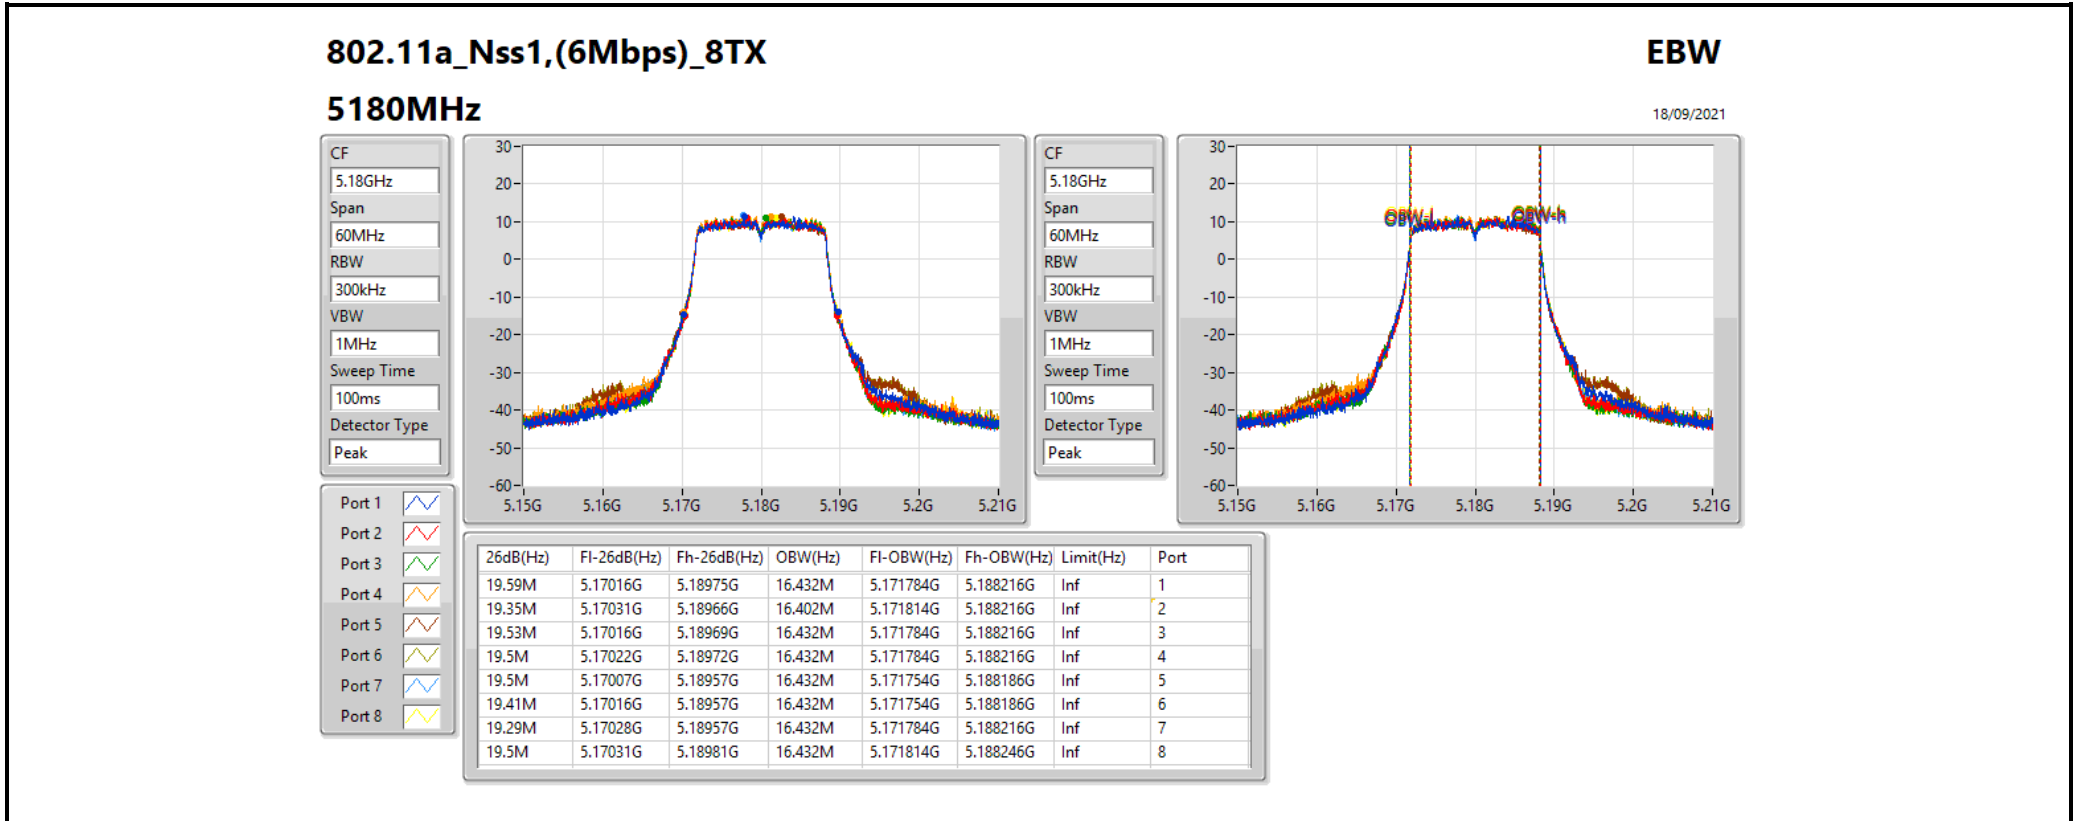 802.11a_Nss1,(6Mbps)_8TX
EBW
5180MHz
18/09/2021
CF
5.18GHz
Span
60MHz
RBW
300kHz
VBW
1MHz
Sweep Time
100ms
Detector Type
Peak
30
20
10
0
-10
-20
-30
-40
-50
-60
5.15G 5.16G 5.17G 5.18G 5.19G 5.2G 5.21G
CF
5.18GHz
Span
60MHz
RBW
300kHz
VBW
1MHz
Sweep Time
100ms
Detector Type
Peak
30
20
10
0
-10
-20
-30
-40
-50
-60
OBW-l OBW-h
5.15G 5.16G 5.17G 5.18G 5.19G 5.2G 5.21G
Port 1
Port 2
Port 3
Port 4
Port 5
Port 6
Port 7
Port 8
26dB(Hz) Fl-26dB(Hz) Fh-26dB(Hz) OBW(Hz) Fl-OBW(Hz) Fh-OBW(Hz) Limit(Hz) Port
19.59M 5.17016G 5.18975G 16.432M 5.171784G 5.188216G Inf 1
19.35M 5.17031G 5.18966G 16.402M 5.171814G 5.188216G Inf 2
19.53M 5.17016G 5.18969G 16.432M 5.171784G 5.188216G Inf 3
19.5M 5.17022G 5.18972G 16.432M 5.171784G 5.188216G Inf 4
19.5M 5.17007G 5.18957G 16.432M 5.171754G 5.188186G Inf 5
19.41M 5.17016G 5.18957G 16.432M 5.171754G 5.188186G Inf 6
19.29M 5.17028G 5.18957G 16.432M 5.171784G 5.188216G Inf 7
19.5M 5.17031G 5.18981G 16.432M 5.171814G 5.188246G Inf 8